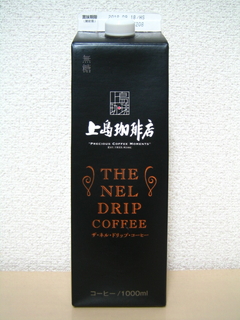 無糖
上島珈琲店
"PRECIOUS COFFEE MOMENTS"
THE
NEL
DRIP
COFFEE
ザ・ネルドリップ・コーヒー
コーヒー/1000ml